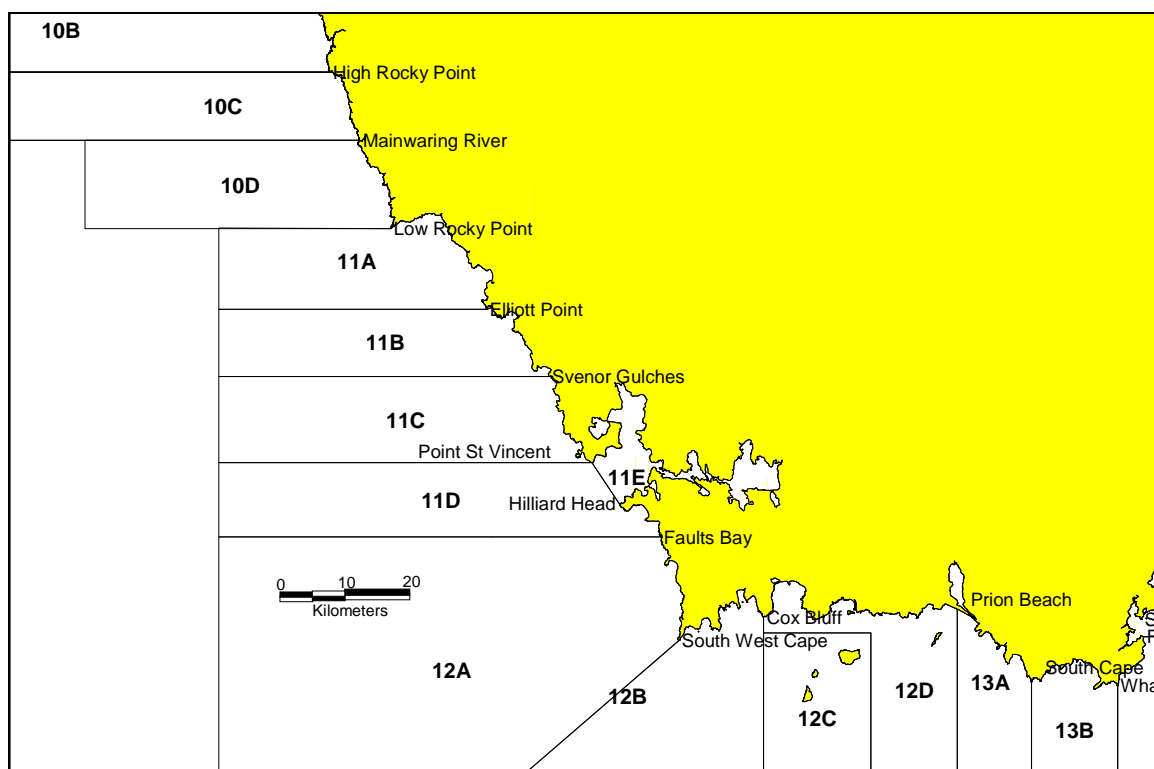 10B
High Rocky Point
10C
Mainwaring River
10D
Low Rocky Point
11A
Elliott Point
11B
Svenor Gulches
11C
Point St Vincent
11E
11D
Hilliard Head
Faults Bay
0 10 20
Kilometers
Prion Beach
Cox Bluff
South West Cape
South Cape
12A
12B
12C
12D
13A
13B